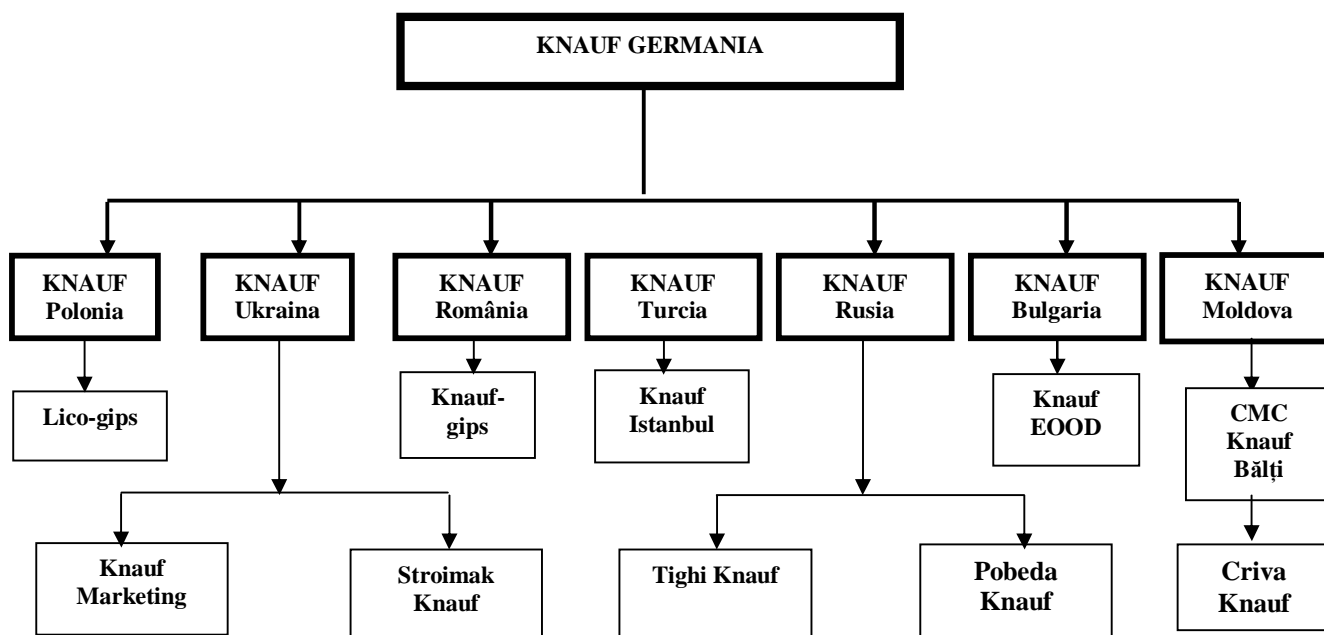 KNAUF GERMANIA
KNAUF
Polonia
KNAUF
Ukraina
KNAUF
România
KNAUF
Turcia
KNAUF
Rusia
KNAUF
Bulgaria
KNAUF
Moldova
Lico-gips
Knauf-
gips
Knauf
Istanbul
Knauf
EOOD
CMC
Knauf
Bălți
Knauf
Marketing
Stroimak
Knauf
Tighi Knauf
Pobeda
Knauf
Criva
Knauf